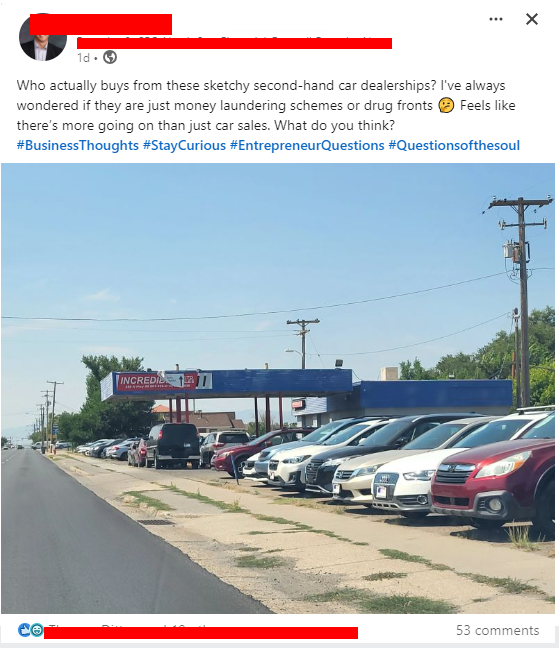 1d •
Who actually buys from these sketchy second-hand car dealerships? I've always
wondered if they are just money laundering schemes or drug fronts 🤔 Feels like
there's more going on than just car sales. What do you think?
#BusinessThoughts #StayCurious #EntrepreneurQuestions #Questionsofthesoul
INCREDIB
53 comments